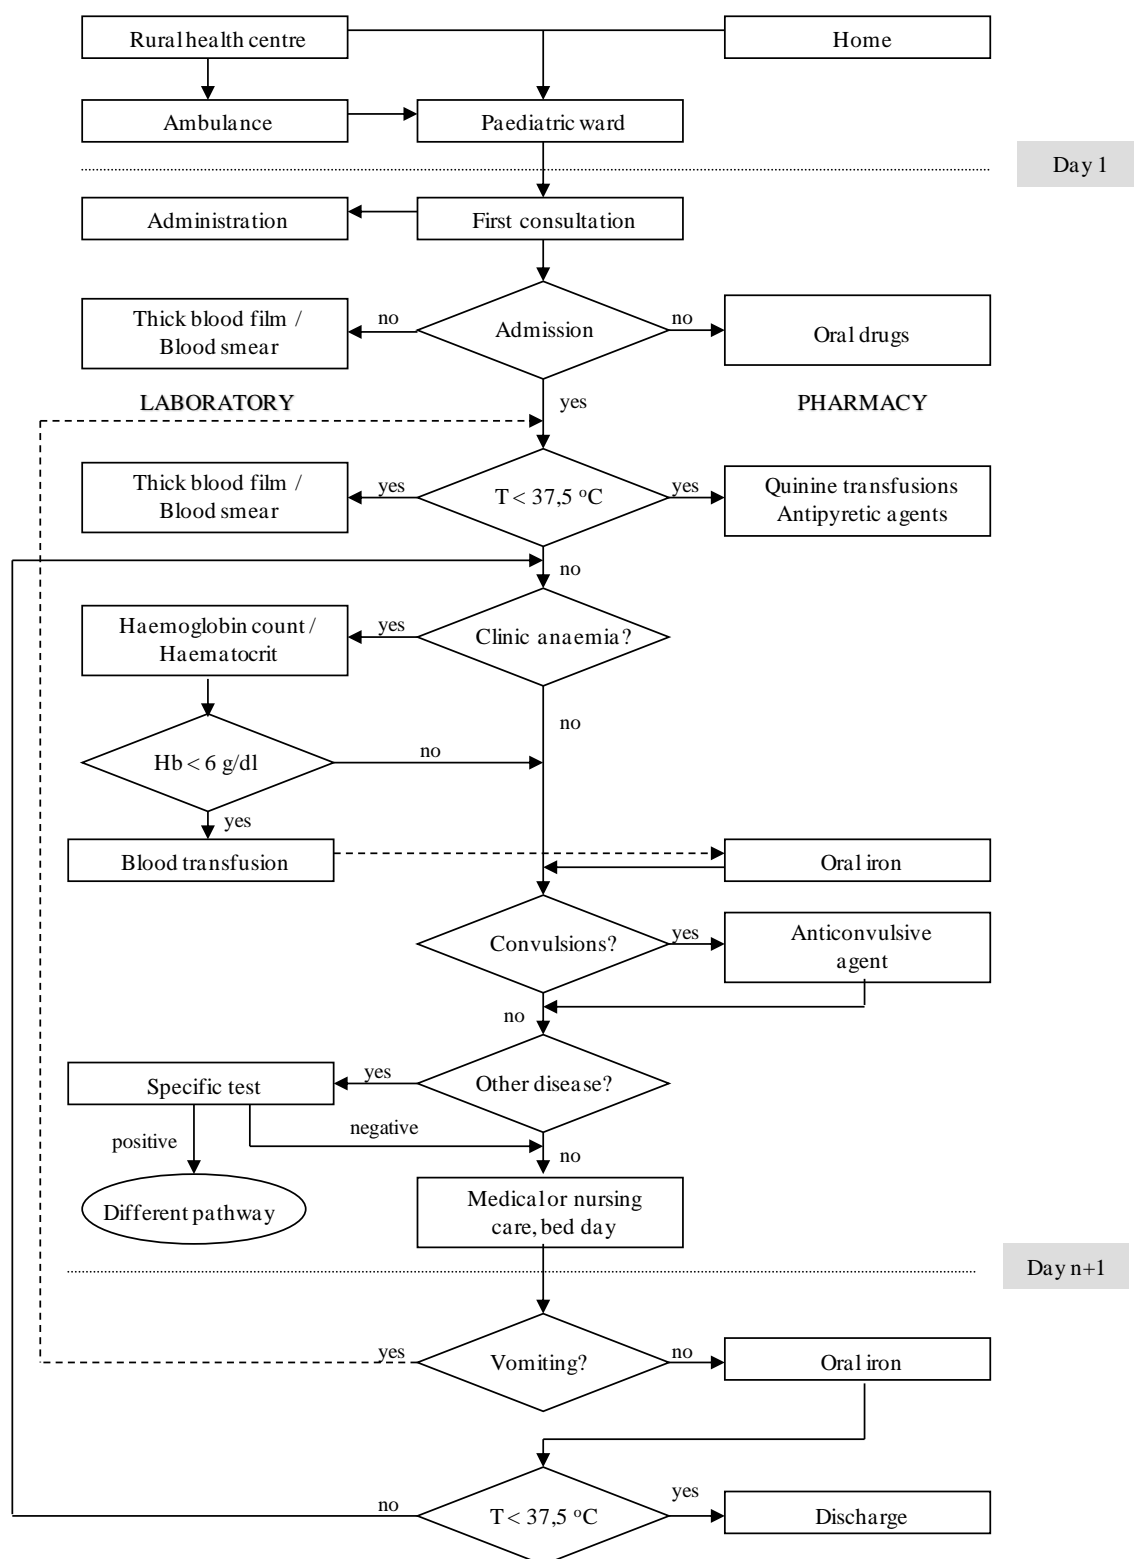 Rural health centre
Home
Ambulance
Paediatric ward
Day 1
Administration
First consultation
Thick blood film /
Blood smear
no
Admission
no
Oral drugs
LABORATORY
yes
PHARMACY
Thick blood film /
Blood smear
yes
T < 37,5 °C
yes
Quinine transfusions
Antipyretic agents
no
Haemoglobin count /
Haematocrit
yes
Clinic anaemia?
no
Hb < 6 g/dl
no
yes
Blood transfusion
Oral iron
Convulsions?
yes
Anticonvulsive
agent
no
Specific test
yes
Other disease?
positive
negative
no
Different pathway
Medical or nursing
care, bed day
Day n+1
yes
Vomiting?
no
Oral iron
no
T < 37,5 °C
yes
Discharge